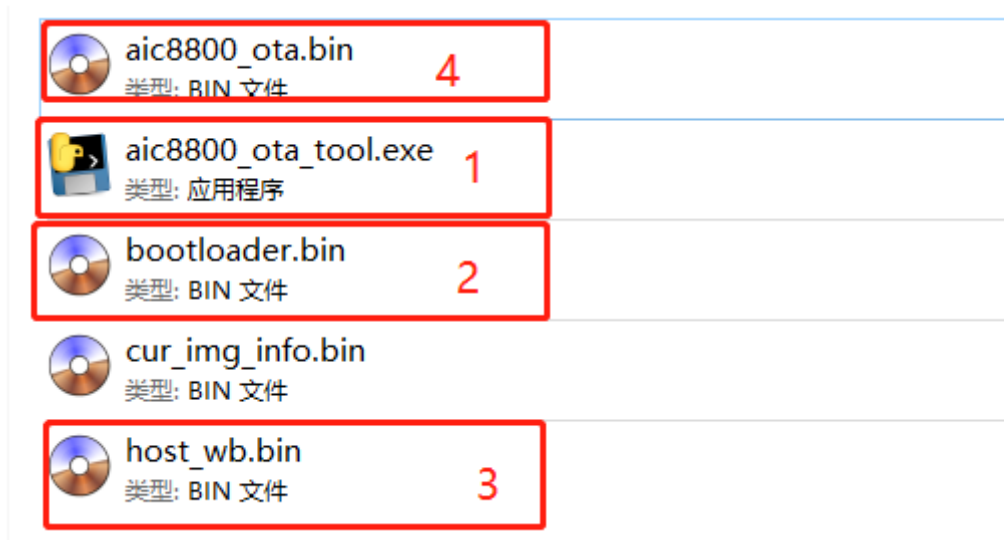 aic8800_ota.bin
类型: BIN 文件
4
aic8800_ota_tool.exe
类型: 应用程序
1
bootloader.bin
类型: BIN 文件
2
cur_img_info.bin
类型: BIN 文件
host_wb.bin
类型: BIN 文件
3